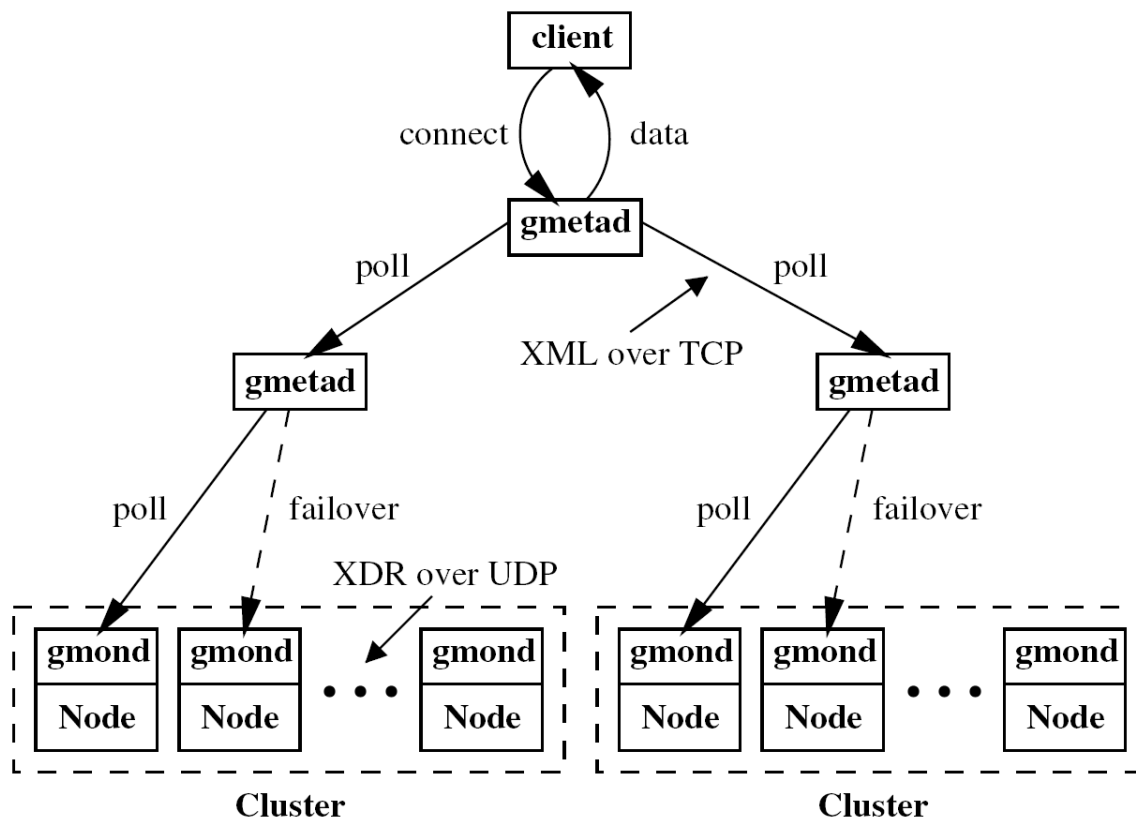 client
connect
data
gmetad
poll
poll
XML over TCP
gmetad
gmetad
poll
failover
poll
failover
XDR over UDP
gmond
gmond
gmond
gmond
gmond
gmond
Node
Node
Node
Node
Node
Node
Cluster
Cluster